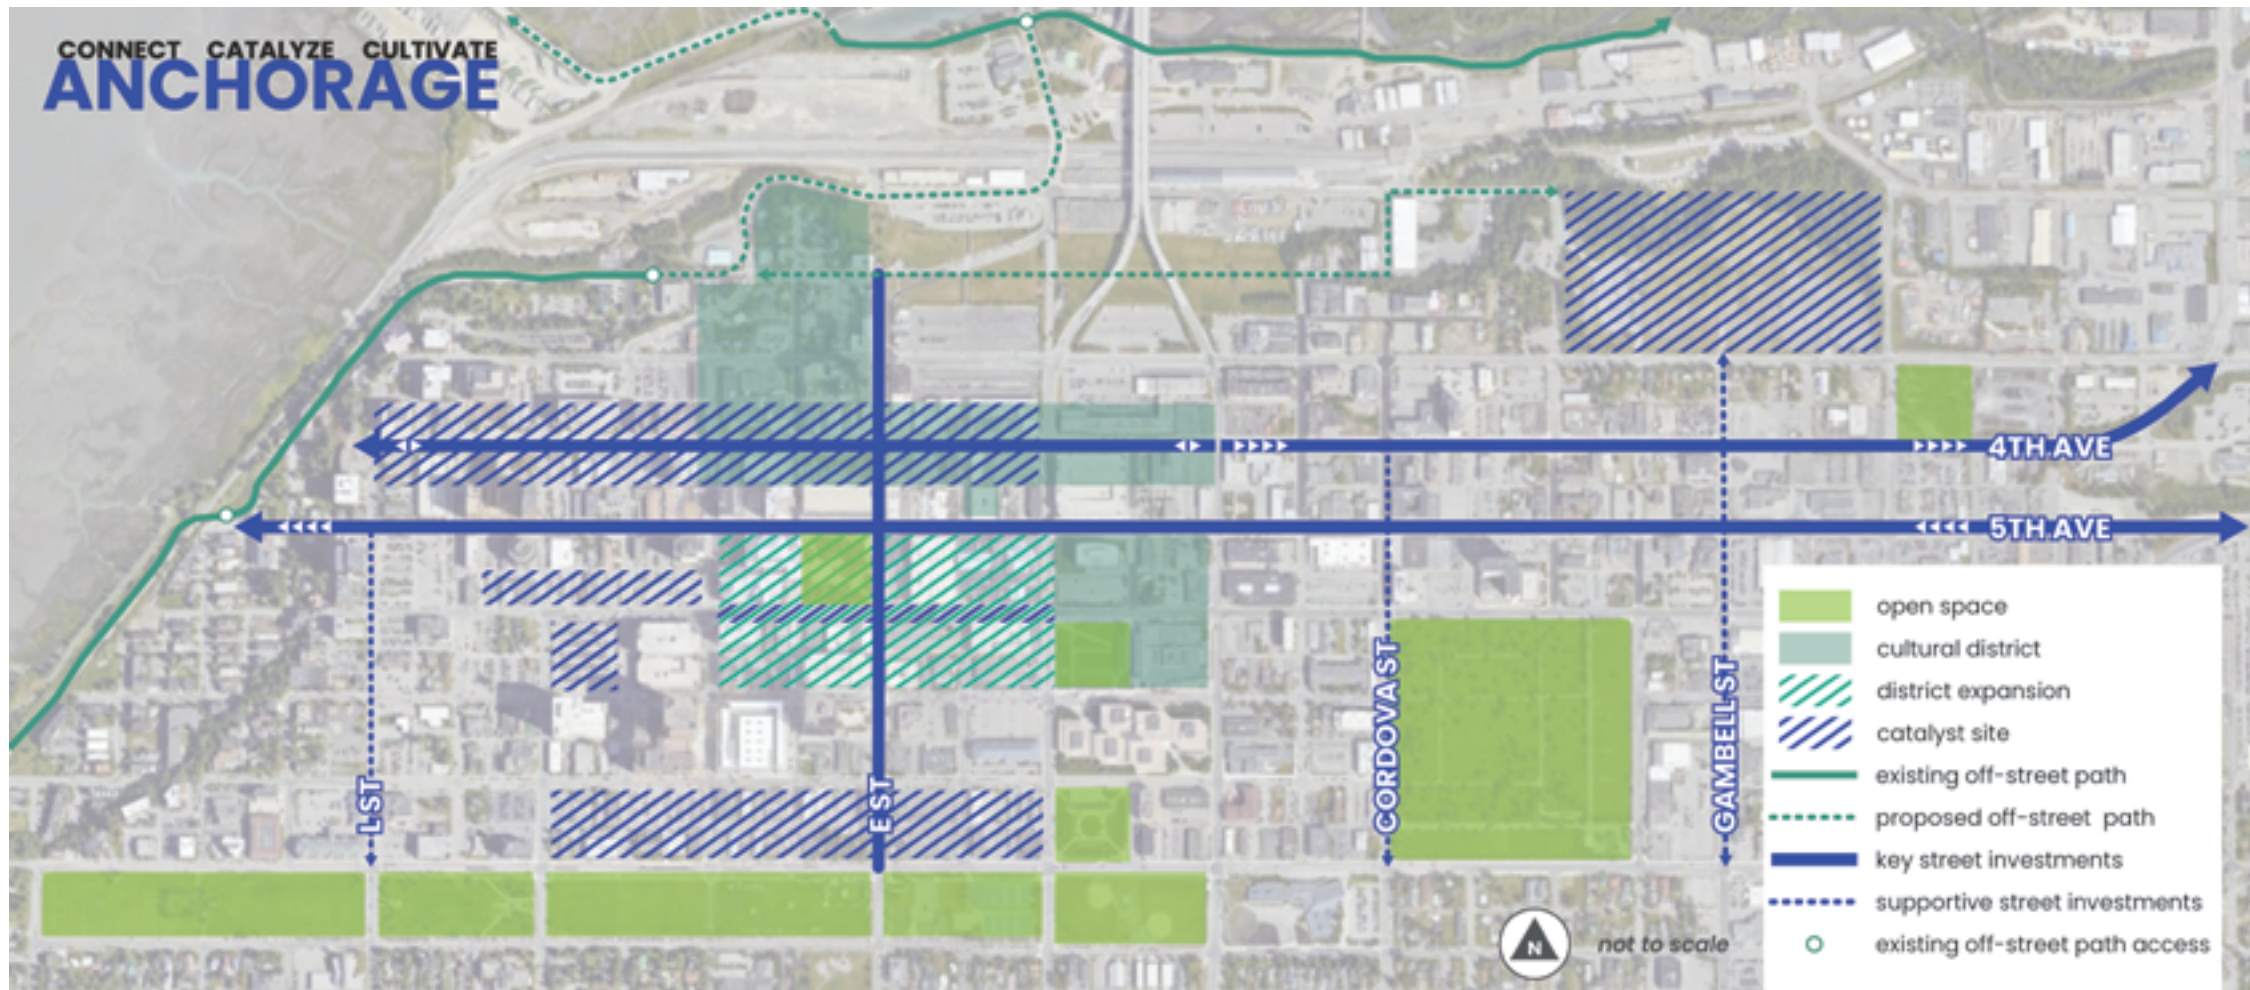 CONNECT CATALYZE CULTIVATE
ANCHORAGE
4TH AVE
5TH AVE
L ST
E ST
CORDOVA ST
GAMBELL ST
open space
cultural district
district expansion
catalyst site
existing off-street path
proposed off-street path
key street investments
supportive street investments
existing off-street path access
N
not to scale